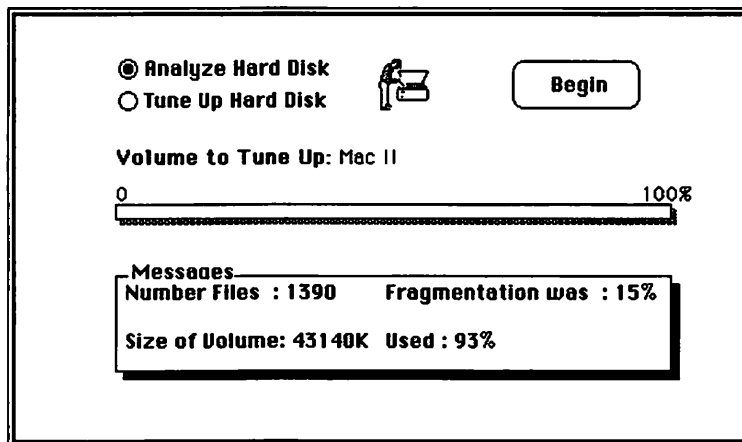 Analyze Hard Disk
Tune Up Hard Disk
Begin
Volume to Tune Up: Mac II
0 100%
Messages
Number Files : 1390 Fragmentation was : 15%
Size of Volume: 43140K Used : 93%